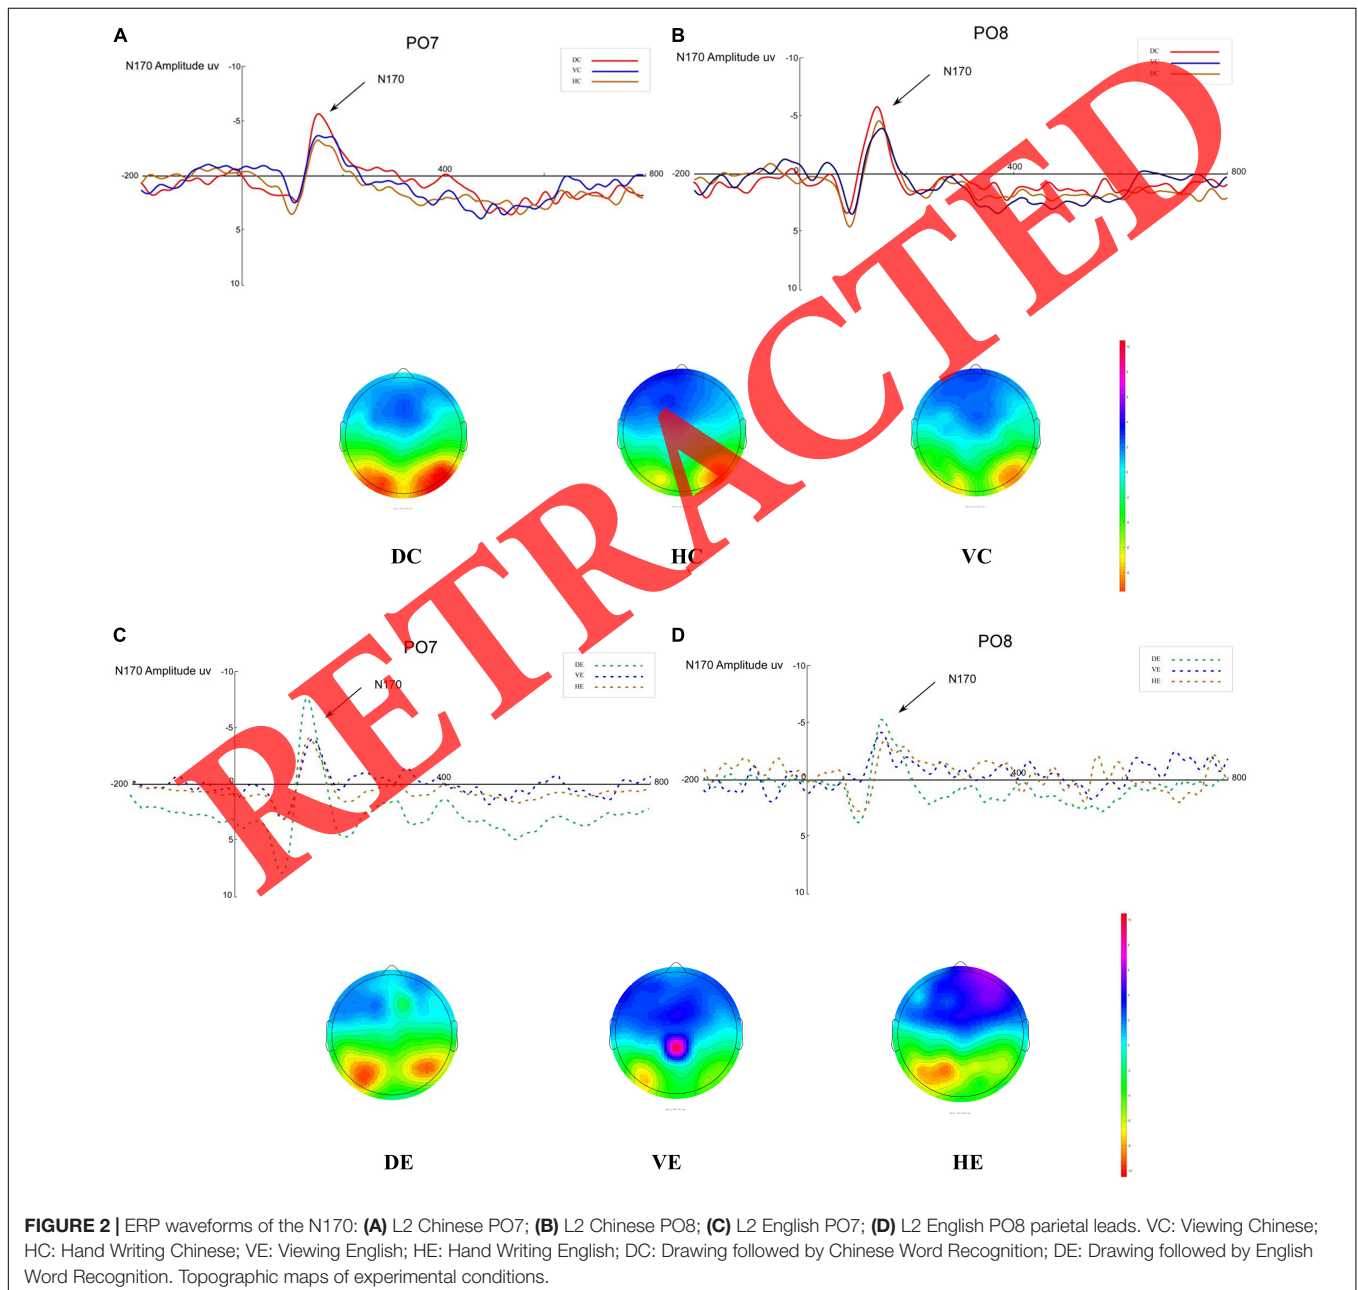 A
PO7
N170 Amplitude uv
-10
DC
VC
HC
N170
-5
-200
0
400
800
5
10
B
PO8
N170 Amplitude uv
-10
DC
VC
HC
N170
-5
-200
0
400
800
5
10
DC
HC
VC
RETRACTED
C
PO7
N170 Amplitude uv
-10
DE
VE
HE
N170
-5
-200
0
400
800
5
10
D
PO8
N170 Amplitude uv
-10
DE
VE
HE
N170
-5
-200
0
400
800
5
10
DE
VE
HE
FIGURE 2 | ERP waveforms of the N170: (A) L2 Chinese PO7; (B) L2 Chinese PO8; (C) L2 English PO7; (D) L2 English PO8 parietal leads. VC: Viewing Chinese;
HC: Hand Writing Chinese; VE: Viewing English; HE: Hand Writing English; DC: Drawing followed by Chinese Word Recognition; DE: Drawing followed by English
Word Recognition. Topographic maps of experimental conditions.